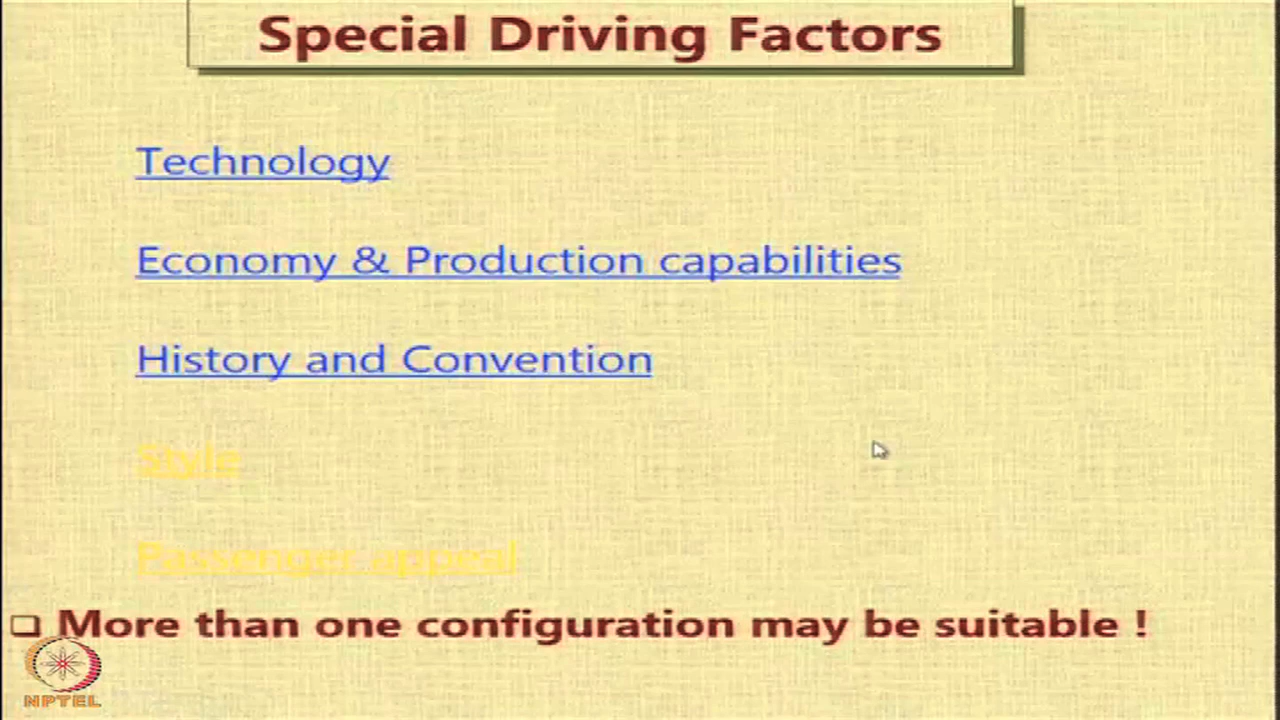 Special Driving Factors
Technology
Economy & Production capabilities
History and Convention
Style
Passenger appeal
More than one configuration may be suitable !
NPTEL